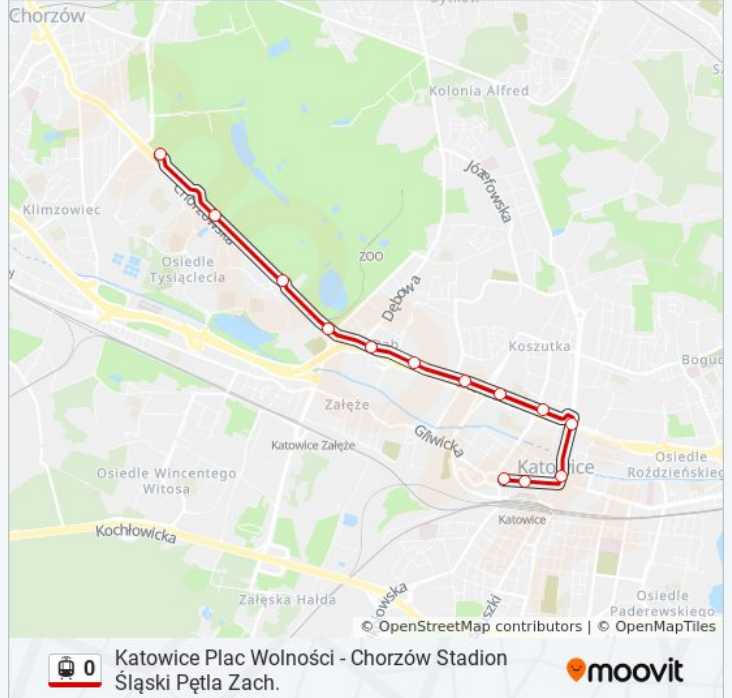 Chorzów
Kolonia Alfred
Józefowska
Klimzowiec
Chorzowska
Osiedle
Tysiąclecia
ZOO
Dębowa
Koszutka
Załęże
Gliwicka
Katowice Załęże
Katowice
Osiedle
Osiedle Wincentego
Witosa
Kochłowicka
Katowice
Załęska Hałda
Osiedle
Paderewskiego
© OpenStreetMap contributors | © OpenMapTiles
0
Katowice Plac Wolności - Chorzów Stadion
Śląski Pętla Zach.
moovit